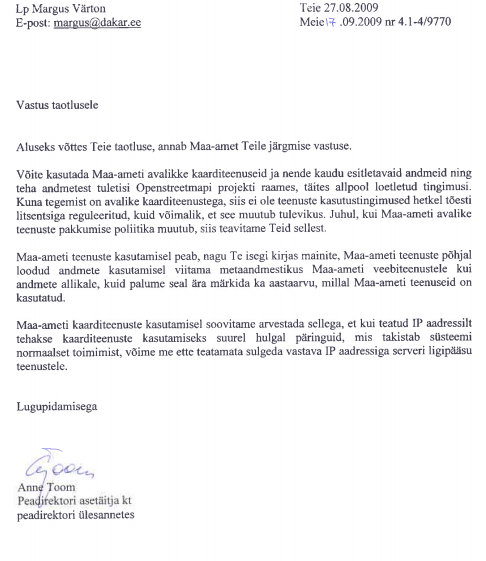 Lp Margus Värton
E-post: margus@dakar.ee
Teie 27.08.2009
Meie 17 .09.2009 nr 4.1-4/9770
Vastus taotlusele
Aluseks võttes Teie taotluse, annab Maa-amet Teile järgmise vastuse.
Võite kasutada Maa-ameti avalikke kaarditeenuseid ja nende kaudu esitletavaid andmeid ning
teha andmetest tuletisi Openstreetmapi projekti raames, täites allpool loetletud tingimusi.
Kuna tegemist on avalike kaarditeenustega, siis ei ole teenuste kasutustingimused hetkel tõesti
litsentsiga reguleeritud, kuid võimalik, et see muutub tulevikus. Juhul, kui Maa-ameti avalike
teenuste pakkumise poliitika muutub, siis teavitame Teid sellest.
Maa-ameti teenuste kasutamisel peab, nagu Te isegi kirjas mainite, Maa-ameti teenuste põhjal
loodud andmete kasutamisel viitama metaandmestikus Maa-ameti veebiteenustele kui
andmete allikale, kuid palume seal ära märkida ka aastaarvu, millal Maa-ameti teenuseid on
kasutatud.
Maa-ameti kaarditeenuste kasutamisel soovitame arvestada sellega, et kui teatud IP aadressilt
tehakse kaarditeenuste kasutamiseks suurel hulgal päringuid, mis takistab süsteemi
normaalset toimimist, võime me ette teatamata sulgeda vastava IP aadressiga serveri ligipääsu
teenustele.
Lugupidamisega
Anne Toom
Peadirektori asetäitja kt
peadirektori ülesannetes